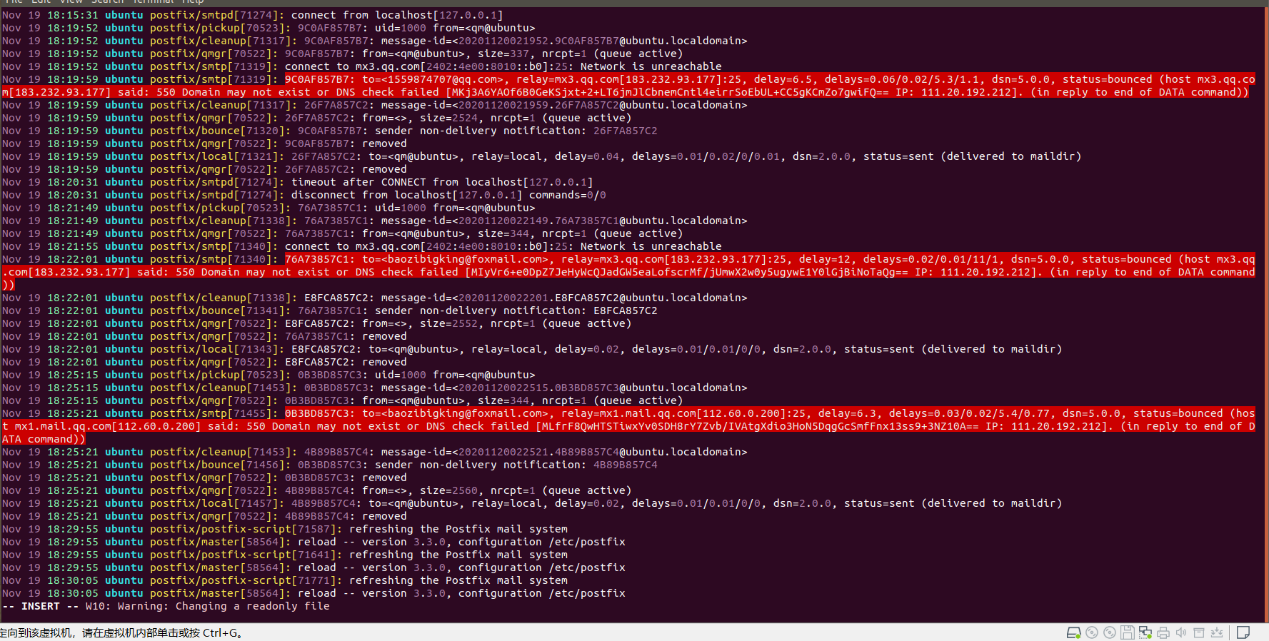 File Edit View Search Terminal Help
Nov 19 18:15:31 ubuntu postfix/smtpd[71274]: connect from localhost[127.0.0.1]
Nov 19 18:19:52 ubuntu postfix/pickup[70523]: 9C0AF857B7: uid=1000 from=<qm@ubuntu>
Nov 19 18:19:52 ubuntu postfix/cleanup[71317]: 9C0AF857B7: message-id=<20201120021952.9C0AF857B7@ubuntu.localdomain>
Nov 19 18:19:52 ubuntu postfix/qmgr[70522]: 9C0AF857B7: from=<qm@ubuntu>, size=337, nrcpt=1 (queue active)
Nov 19 18:19:52 ubuntu postfix/smtp[71319]: connect to mx3.qq.com[2402:4e00:8010::b0]:25: Network is unreachable
Nov 19 18:19:59 ubuntu postfix/smtp[71319]: 9C0AF857B7: to=<1559874707@qq.com>, relay=mx3.qq.com[183.232.93.177]:25, delay=6.5, delays=0.06/0.02/5.3/1.1, dsn=5.0.0, status=bounced (host mx3.qq.co
m[183.232.93.177] said: 550 Domain may not exist or DNS check failed [MKj3A6YAOf6B0GeKSjxt+2+LT6jmJlCbnemCntl4eirrSoEbUL+CC5gKCmZo7gwiFQ== IP: 111.20.192.212]. (in reply to end of DATA command))
Nov 19 18:19:59 ubuntu postfix/cleanup[71317]: 26F7A857C2: message-id=<20201120021959.26F7A857C2@ubuntu.localdomain>
Nov 19 18:19:59 ubuntu postfix/qmgr[70522]: 26F7A857C2: from=<>, size=2524, nrcpt=1 (queue active)
Nov 19 18:19:59 ubuntu postfix/bounce[71320]: 9C0AF857B7: sender non-delivery notification: 26F7A857C2
Nov 19 18:19:59 ubuntu postfix/qmgr[70522]: 9C0AF857B7: removed
Nov 19 18:19:59 ubuntu postfix/local[71321]: 26F7A857C2: to=<qm@ubuntu>, relay=local, delay=0.04, delays=0.01/0.02/0/0.01, dsn=2.0.0, status=sent (delivered to maildir)
Nov 19 18:19:59 ubuntu postfix/qmgr[70522]: 26F7A857C2: removed
Nov 19 18:20:31 ubuntu postfix/smtpd[71274]: timeout after CONNECT from localhost[127.0.0.1]
Nov 19 18:20:31 ubuntu postfix/smtpd[71274]: disconnect from localhost[127.0.0.1] commands=0/0
Nov 19 18:21:49 ubuntu postfix/pickup[70523]: 76A73857C1: uid=1000 from=<qm@ubuntu>
Nov 19 18:21:49 ubuntu postfix/cleanup[71338]: 76A73857C1: message-id=<20201120022149.76A73857C1@ubuntu.localdomain>
Nov 19 18:21:49 ubuntu postfix/qmgr[70522]: 76A73857C1: from=<qm@ubuntu>, size=344, nrcpt=1 (queue active)
Nov 19 18:21:55 ubuntu postfix/smtp[71340]: connect to mx3.qq.com[2402:4e00:8010::b0]:25: Network is unreachable
Nov 19 18:22:01 ubuntu postfix/smtp[71340]: 76A73857C1: to=<baozibigking@foxmail.com>, relay=mx3.qq.com[183.232.93.177]:25, delay=12, delays=0.02/0.01/11/1, dsn=5.0.0, status=bounced (host mx3.qq
.com[183.232.93.177] said: 550 Domain may not exist or DNS check failed [MIyVr6+e0DpZ7JeHyWcQJadGW5eaLofscrMf/jUmwX2w0y5ugywE1Y0lGjBiNoTaQg== IP: 111.20.192.212]. (in reply to end of DATA command
))
Nov 19 18:22:01 ubuntu postfix/cleanup[71338]: E8FCA857C2: message-id=<20201120022201.E8FCA857C2@ubuntu.localdomain>
Nov 19 18:22:01 ubuntu postfix/bounce[71341]: 76A73857C1: sender non-delivery notification: E8FCA857C2
Nov 19 18:22:01 ubuntu postfix/qmgr[70522]: E8FCA857C2: from=<>, size=2552, nrcpt=1 (queue active)
Nov 19 18:22:01 ubuntu postfix/qmgr[70522]: 76A73857C1: removed
Nov 19 18:22:01 ubuntu postfix/local[71343]: E8FCA857C2: to=<qm@ubuntu>, relay=local, delay=0.02, delays=0.01/0.01/0/0, dsn=2.0.0, status=sent (delivered to maildir)
Nov 19 18:22:01 ubuntu postfix/qmgr[70522]: E8FCA857C2: removed
Nov 19 18:25:15 ubuntu postfix/pickup[70523]: 0B3BD857C3: uid=1000 from=<qm@ubuntu>
Nov 19 18:25:15 ubuntu postfix/cleanup[71453]: 0B3BD857C3: message-id=<20201120022515.0B3BD857C3@ubuntu.localdomain>
Nov 19 18:25:15 ubuntu postfix/qmgr[70522]: 0B3BD857C3: from=<qm@ubuntu>, size=344, nrcpt=1 (queue active)
Nov 19 18:25:21 ubuntu postfix/smtp[71455]: 0B3BD857C3: to=<baozibigking@foxmail.com>, relay=mx1.mail.qq.com[112.60.0.200]:25, delay=6.3, delays=0.03/0.02/5.4/0.77, dsn=5.0.0, status=bounced (hos
t mx1.mail.qq.com[112.60.0.200] said: 550 Domain may not exist or DNS check failed [MLfrF8QwHTSTiwxYv0SDH8rY7Zvb/IVAtgXdio3HoN5DqgGcSmfFnx13ss9+3NZ10A== IP: 111.20.192.212]. (in reply to end of D
ATA command))
Nov 19 18:25:21 ubuntu postfix/cleanup[71453]: 4B89B857C4: message-id=<20201120022521.4B89B857C4@ubuntu.localdomain>
Nov 19 18:25:21 ubuntu postfix/bounce[71456]: 0B3BD857C3: sender non-delivery notification: 4B89B857C4
Nov 19 18:25:21 ubuntu postfix/qmgr[70522]: 0B3BD857C3: removed
Nov 19 18:25:21 ubuntu postfix/qmgr[70522]: 4B89B857C4: from=<>, size=2560, nrcpt=1 (queue active)
Nov 19 18:25:21 ubuntu postfix/local[71457]: 4B89B857C4: to=<qm@ubuntu>, relay=local, delay=0.02, delays=0.01/0.01/0/0, dsn=2.0.0, status=sent (delivered to maildir)
Nov 19 18:25:21 ubuntu postfix/qmgr[70522]: 4B89B857C4: removed
Nov 19 18:29:55 ubuntu postfix/postfix-script[71587]: refreshing the Postfix mail system
Nov 19 18:29:55 ubuntu postfix/master[58564]: reload -- version 3.3.0, configuration /etc/postfix
Nov 19 18:29:55 ubuntu postfix/postfix-script[71641]: refreshing the Postfix mail system
Nov 19 18:29:55 ubuntu postfix/master[58564]: reload -- version 3.3.0, configuration /etc/postfix
Nov 19 18:30:05 ubuntu postfix/postfix-script[71771]: refreshing the Postfix mail system
Nov 19 18:30:05 ubuntu postfix/master[58564]: reload -- version 3.3.0, configuration /etc/postfix
-- INSERT -- W10: Warning: Changing a readonly file
定向到该虚拟机，请在虚拟机内部单击或按 Ctrl+G。